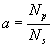 a = N_p / N_s